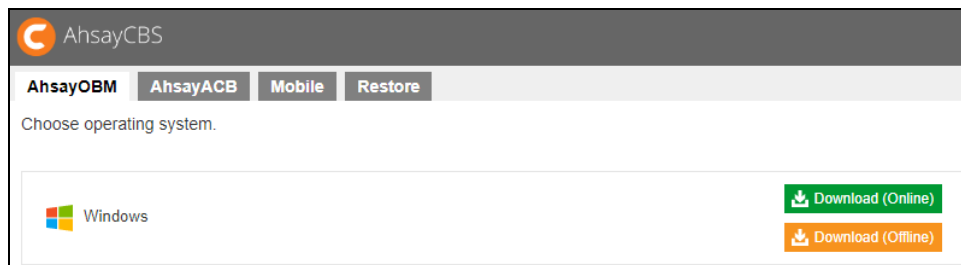 AhsayCBS
AhsayOBM AhsayACB Mobile Restore
Choose operating system.
Windows
Download (Online)
Download (Offline)